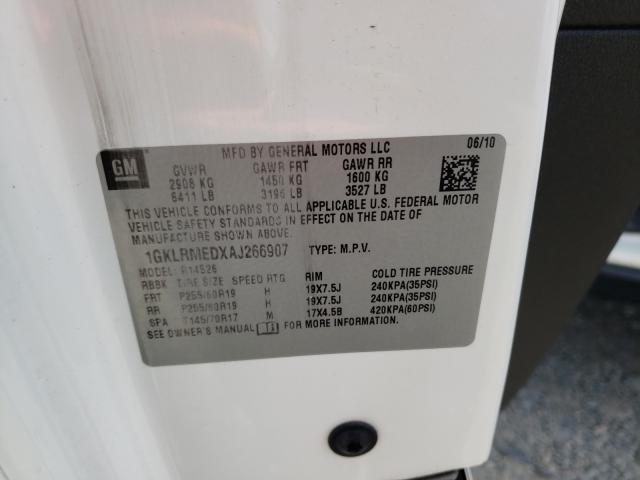 GM
MFD BY GENERAL MOTORS LLC 06/10
GVWR GAWR FRT GAWR RR
2908 KG 1450 KG 1600 KG
6411 LB 3196 LB 3527 LB
THIS VEHICLE CONFORMS TO ALL APPLICABLE U.S. FEDERAL MOTOR
VEHICLE SAFETY STANDARDS IN EFFECT ON THE DATE OF
MANUFACTURE SHOWN ABOVE.
1GKLRMEDXAJ266907 TYPE: M.P.V.
MODEL: R14526
RBBK TIRE SIZE SPEED RTG RIM COLD TIRE PRESSURE
FRT P255/60R19 H 19X7.5J 240KPA(35PSI)
RR P255/60R19 H 19X7.5J 240KPA(35PSI)
SPA T145/70R17 M 17X4.5B 420KPA(60PSI)
SEE OWNER'S MANUAL FOR MORE INFORMATION.